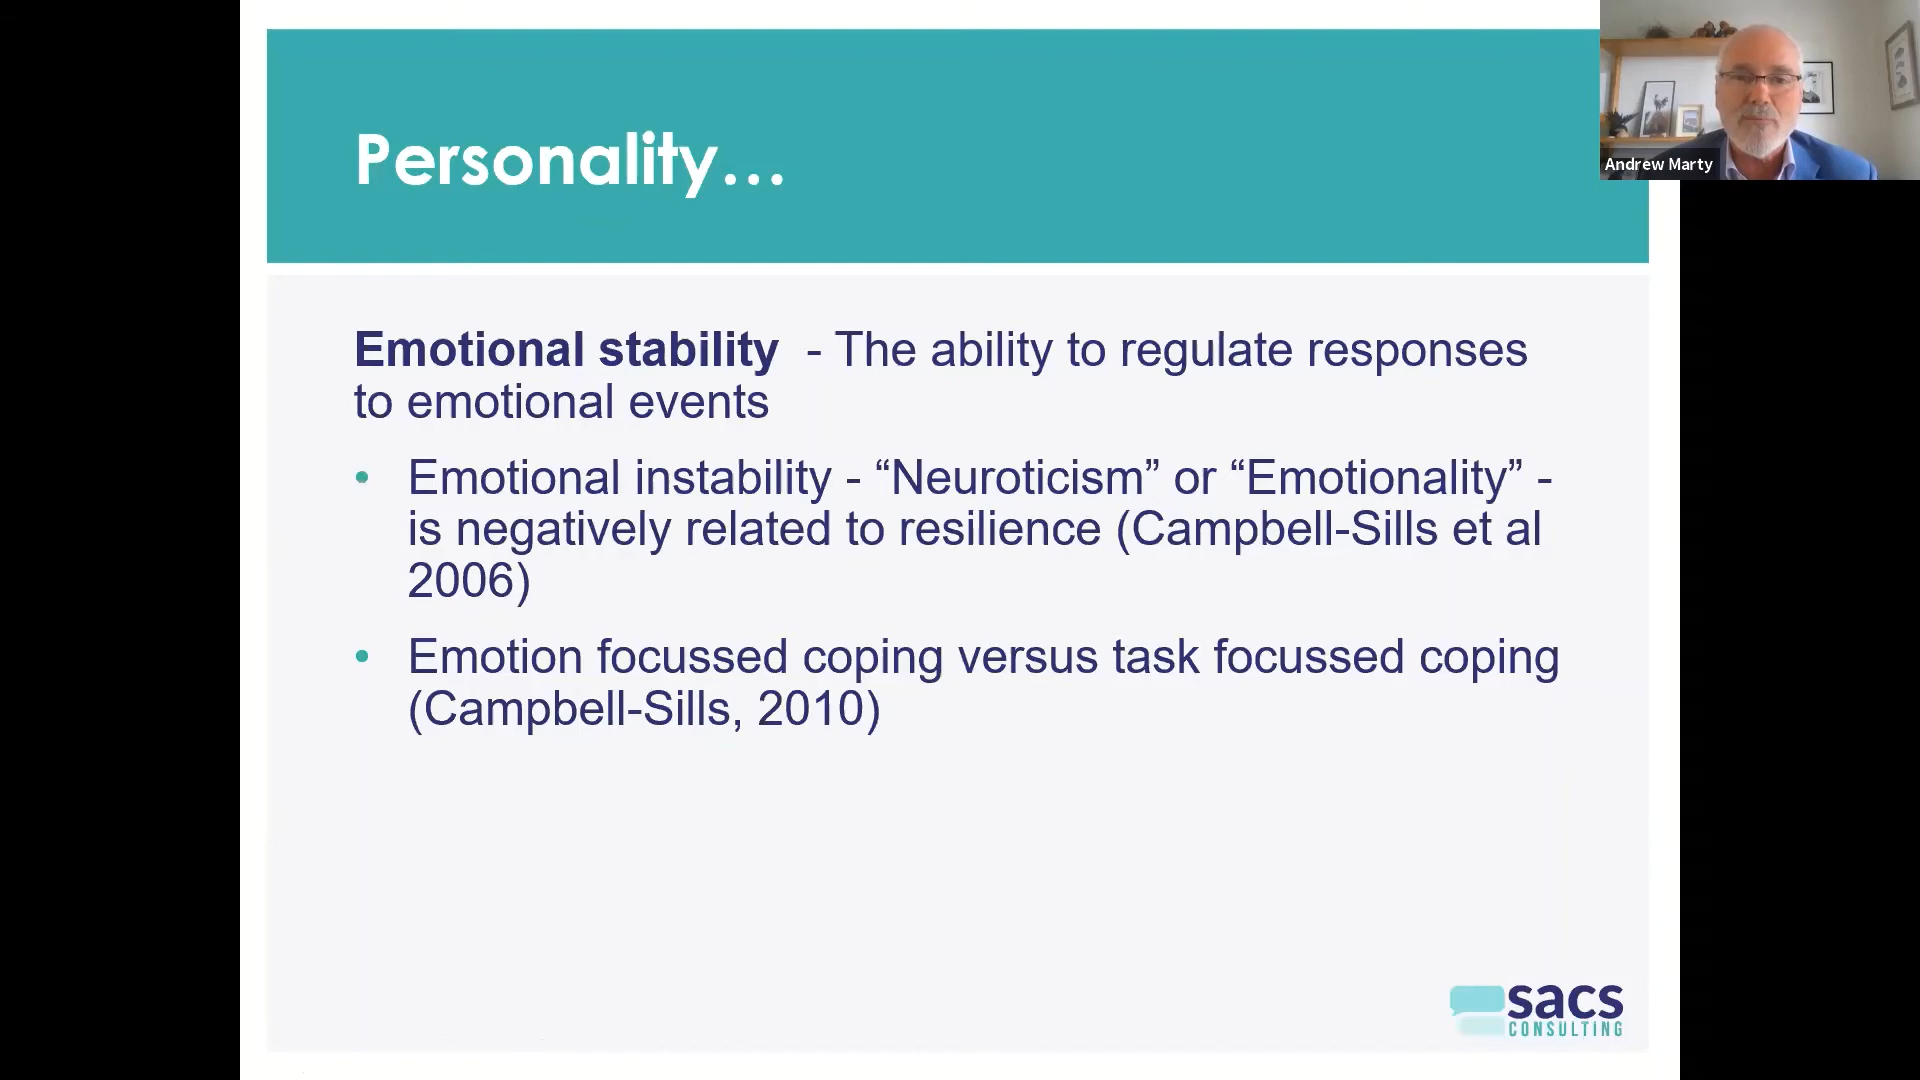 Personality…
Andrew Marty
Emotional stability - The ability to regulate responses
to emotional events
• Emotional instability - “Neuroticism” or “Emotionality” -
is negatively related to resilience (Campbell-Sills et al
2006)
• Emotion focussed coping versus task focussed coping
(Campbell-Sills, 2010)
sacs
CONSULTING